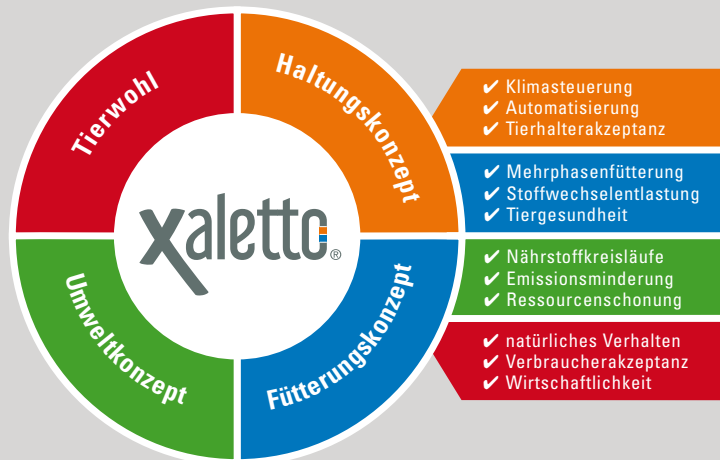 Tierwohl
Haltungskonzept
Umweltkonzept
Fütterungskonzept
xaletto®
✔ Klimasteuerung
✔ Automatisierung
✔ Tierhalterakzeptanz
✔ Mehrphasenfütterung
✔ Stoffwechselentlastung
✔ Tiergesundheit
✔ Nährstoffkreisläufe
✔ Emissionsminderung
✔ Ressourcenschonung
✔ natürliches Verhalten
✔ Verbraucherakzeptanz
✔ Wirtschaftlichkeit